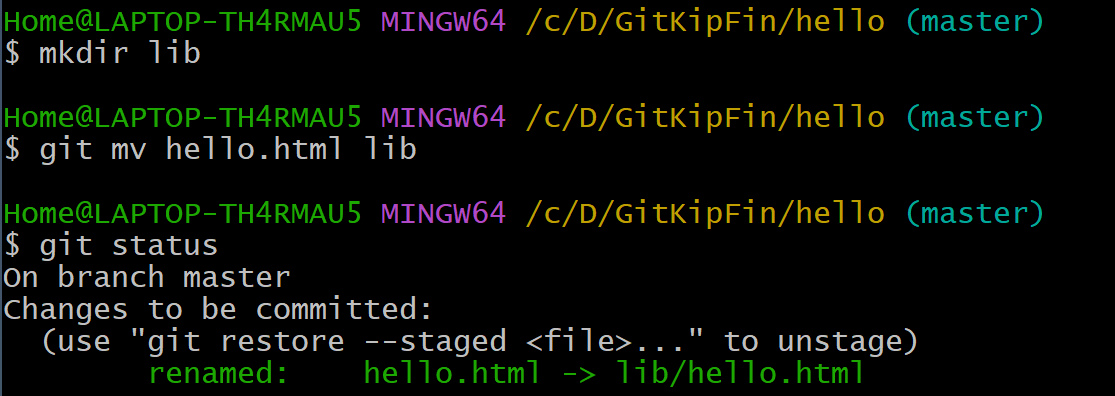 Home@LAPTOP-TH4RMAU5 MINGW64 /c/D/GitKipFin/hello (master)
$ mkdir lib
Home@LAPTOP-TH4RMAU5 MINGW64 /c/D/GitKipFin/hello (master)
$ git mv hello.html lib
Home@LAPTOP-TH4RMAU5 MINGW64 /c/D/GitKipFin/hello (master)
$ git status
On branch master
Changes to be committed:
  (use "git restore --staged <file>..." to unstage)
        renamed:    hello.html -> lib/hello.html